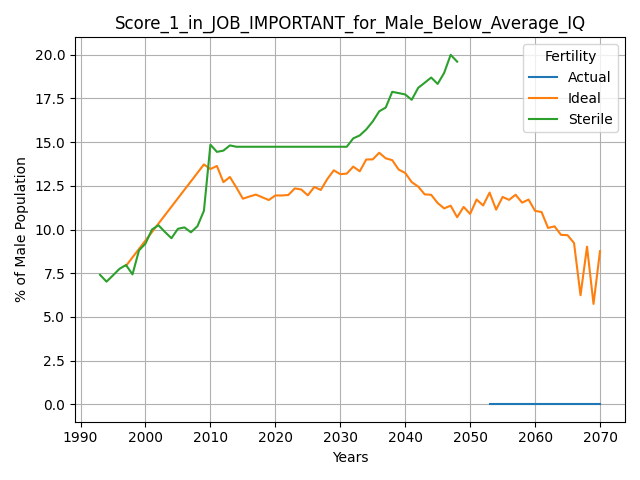 Score_1_in_JOB_IMPORTANT_for_Male_Below_Average_IQ
Fertility
Actual
Ideal
Sterile
% of Male Population
20.0
17.5
15.0
12.5
10.0
7.5
5.0
2.5
0.0
1990 2000 2010 2020 2030 2040 2050 2060 2070
Years